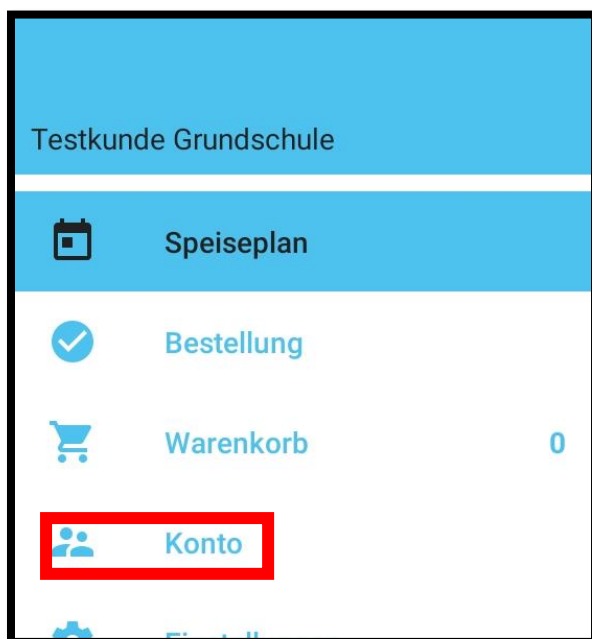 Testkunde Grundschule
Speiseplan
Bestellung
Warenkorb 0
Konto